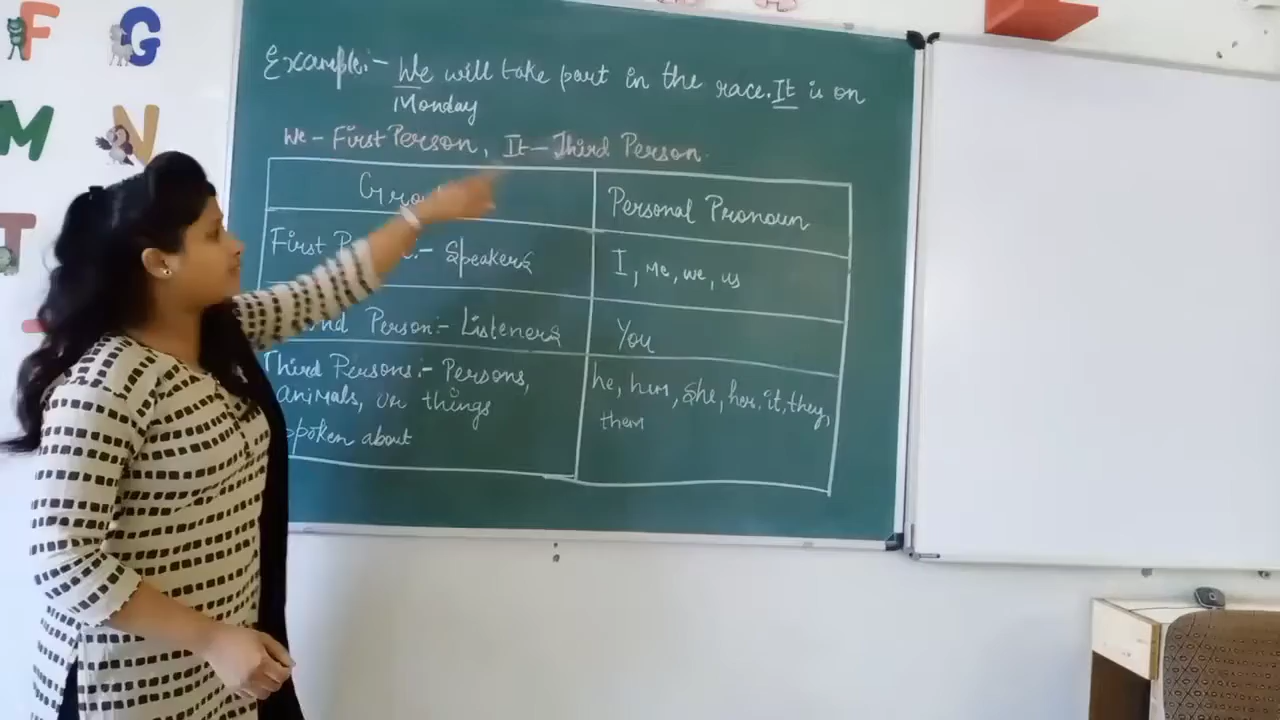 F G
M N
T
Example:- We will take part in the race. It is on
Monday
We - First Person, It - Third Person.
Personal Pronoun
First :- Speakers
I, me, we, us
Person:- Listeners
You
Third Persons:- Persons,
animals, or things
spoken about
he, him, she, her, it, they,
them